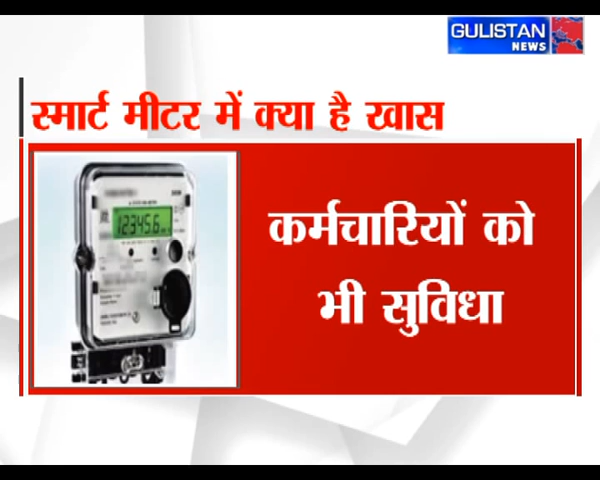 GULISTAN
NEWS
स्मार्ट मीटर में क्या है खास
12345.6
कर्मचारियों को
भी सुविधा